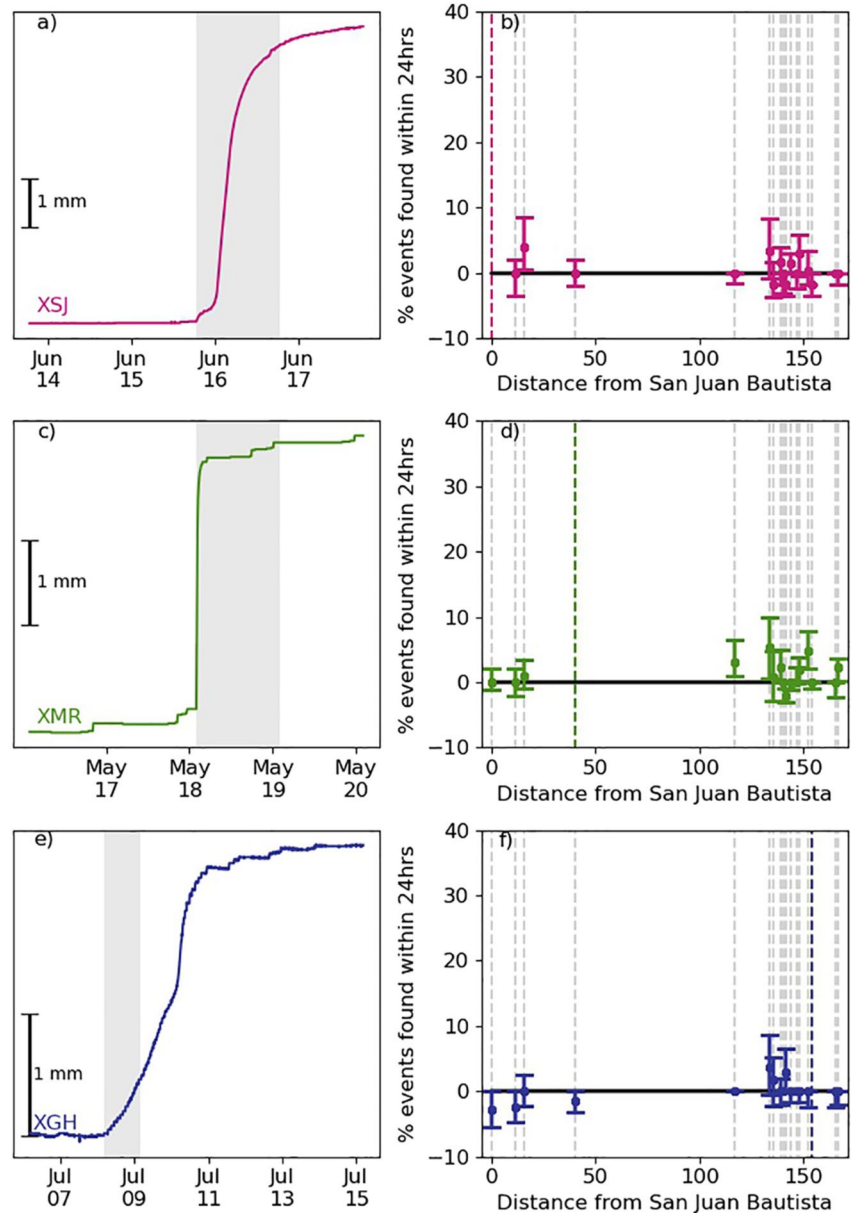 a)
1 mm
XSJ
Jun Jun Jun Jun
14 15 16 17
b)
% events found within 24hrs
40
30
20
10
0
−10
0 50 100 150
Distance from San Juan Bautista
c)
1 mm
XMR
May May May May
17 18 19 20
d)
% events found within 24hrs
40
30
20
10
0
−10
0 50 100 150
Distance from San Juan Bautista
e)
1 mm
XGH
Jul Jul Jul Jul Jul
07 09 11 13 15
f)
% events found within 24hrs
40
30
20
10
0
−10
0 50 100 150
Distance from San Juan Bautista